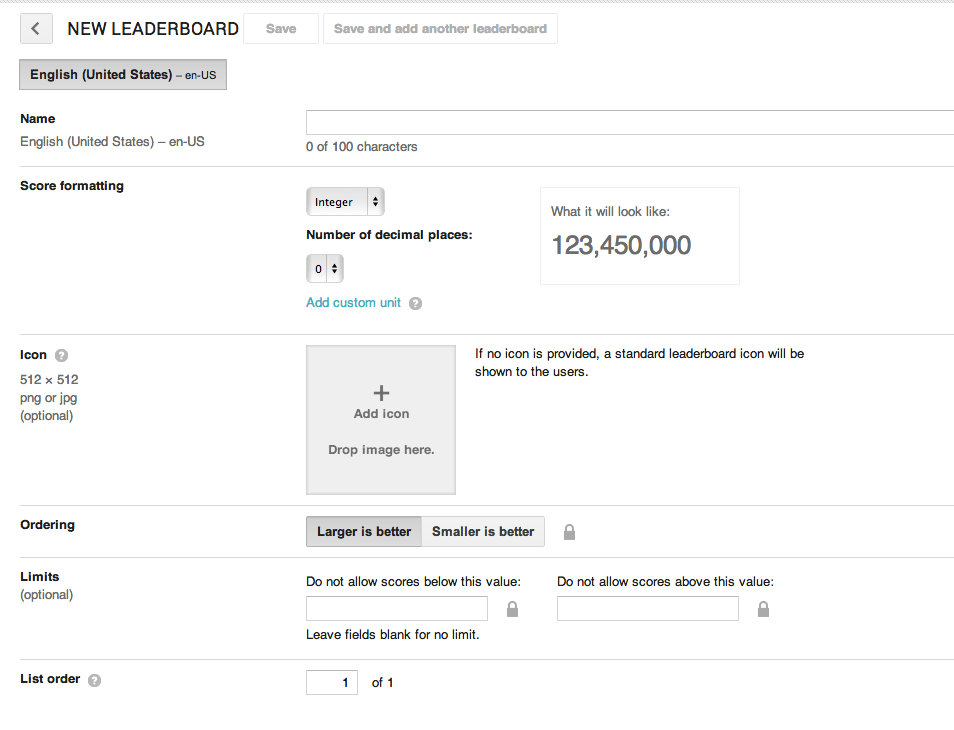 NEW LEADERBOARD
Save
Save and add another leaderboard
English (United States) – en-US
Name
English (United States) – en-US
0 of 100 characters
Score formatting
Integer
Number of decimal places:
0
Add custom unit ?
What it will look like:
123,450,000
Icon ?
512 × 512
png or jpg
(optional)
+
Add icon
Drop image here.
If no icon is provided, a standard leaderboard icon will be
shown to the users.
Ordering
Larger is better
Smaller is better
Limits
(optional)
Do not allow scores below this value:
Do not allow scores above this value:
Leave fields blank for no limit.
List order ?
1 of 1